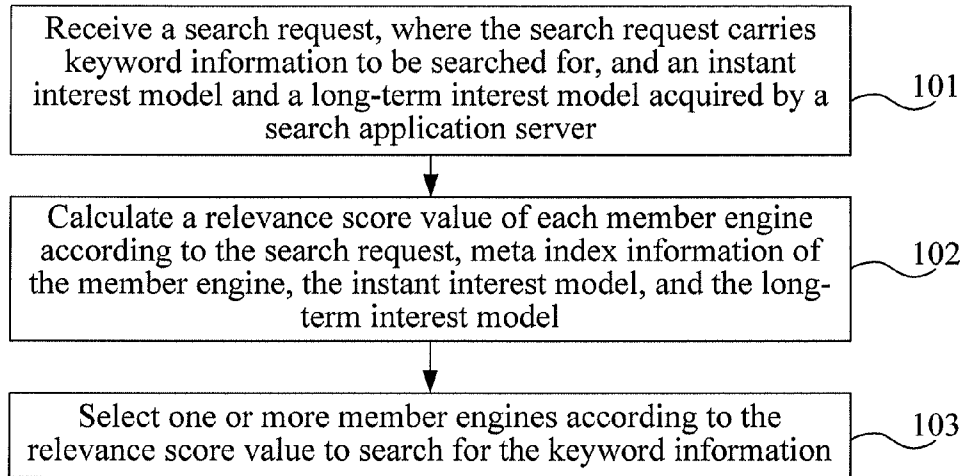 Receive a search request, where the search request carries
keyword information to be searched for, and an instant
interest model and a long-term interest model acquired by a
search application server
101
Calculate a relevance score value of each member engine
according to the search request, meta index information of
the member engine, the instant interest model, and the long-
term interest model
102
Select one or more member engines according to the
relevance score value to search for the keyword information
103